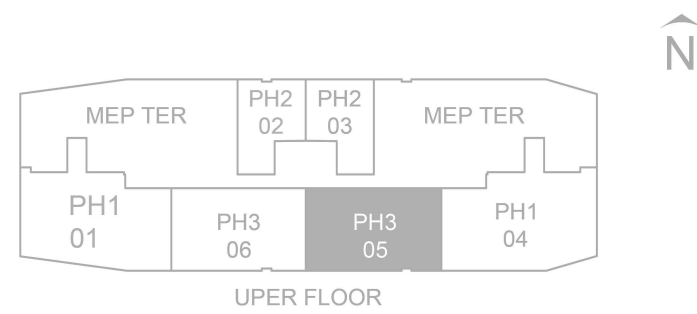 N
MEP TER
PH2
02
PH2
03
MEP TER
PH1
01
PH3
06
PH3
05
PH1
04
UPER FLOOR